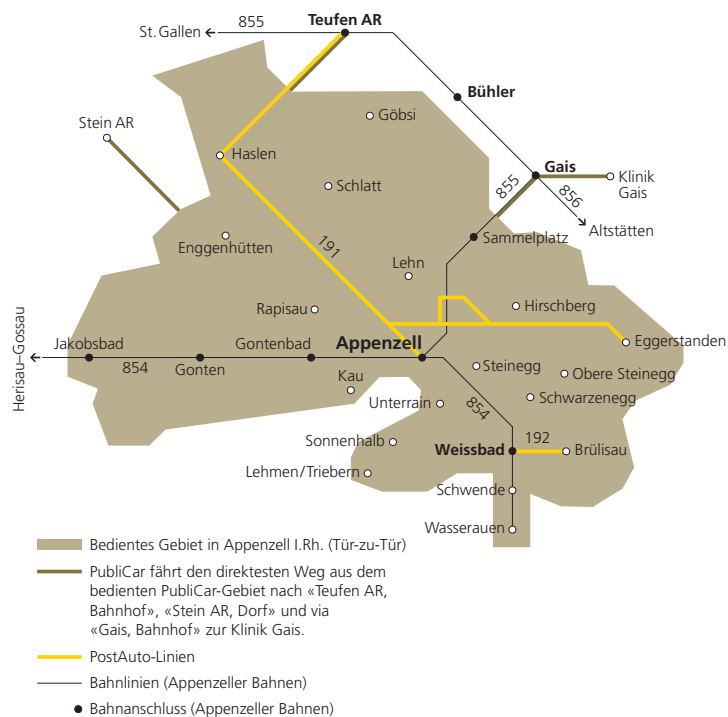 855
Teufen AR
St. Gallen
Bühler
Göbsi
Stein AR
Haslen
Gais
Klinik
Gais
Schlatt
855
856
Altstätten
Sammelplatz
Enggenhütten
191
Lehn
Rapisau
Hirschberg
Herisau–Gossau
Jakobsbad
Gontenbad
Appenzell
Eggerstanden
854
Gonten
Steinegg
Obere Steinegg
Kau
854
Schwarzenegg
Unterrain
Sonnenhalb
192
Weissbad
Brülisau
Lehmen/Triebern
Schwende
Wasserauen
Bedientes Gebiet in Appenzell I.Rh. (Tür-zu-Tür)
PubliCar fährt den direktesten Weg aus dem
bedienten PubliCar-Gebiet nach «Teufen AR,
Bahnhof», «Stein AR, Dorf» und via
«Gais, Bahnhof» zur Klinik Gais.
PostAuto-Linien
Bahnlinien (Appenzeller Bahnen)
Bahnanschluss (Appenzeller Bahnen)